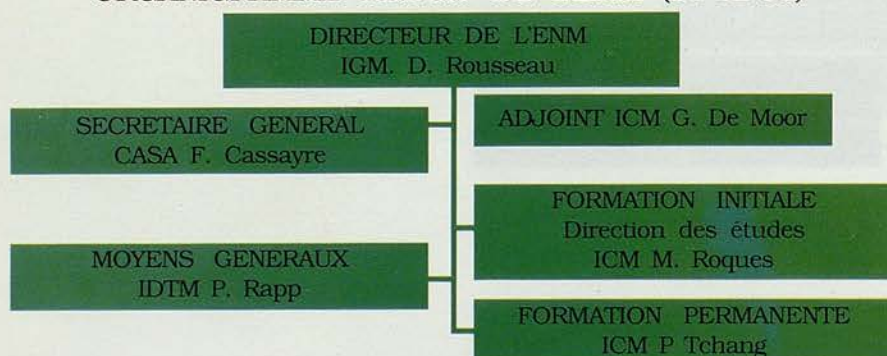 DIRECTEUR DE L'ENM
IGM. D. Rousseau
SECRETAIRE GENERAL
CASA F. Cassayre
ADJOINT ICM G. De Moor
FORMATION INITIALE
Direction des études
ICM M. Roques
MOYENS GENERAUX
IDTM P. Rapp
FORMATION PERMANENTE
ICM P Tchang